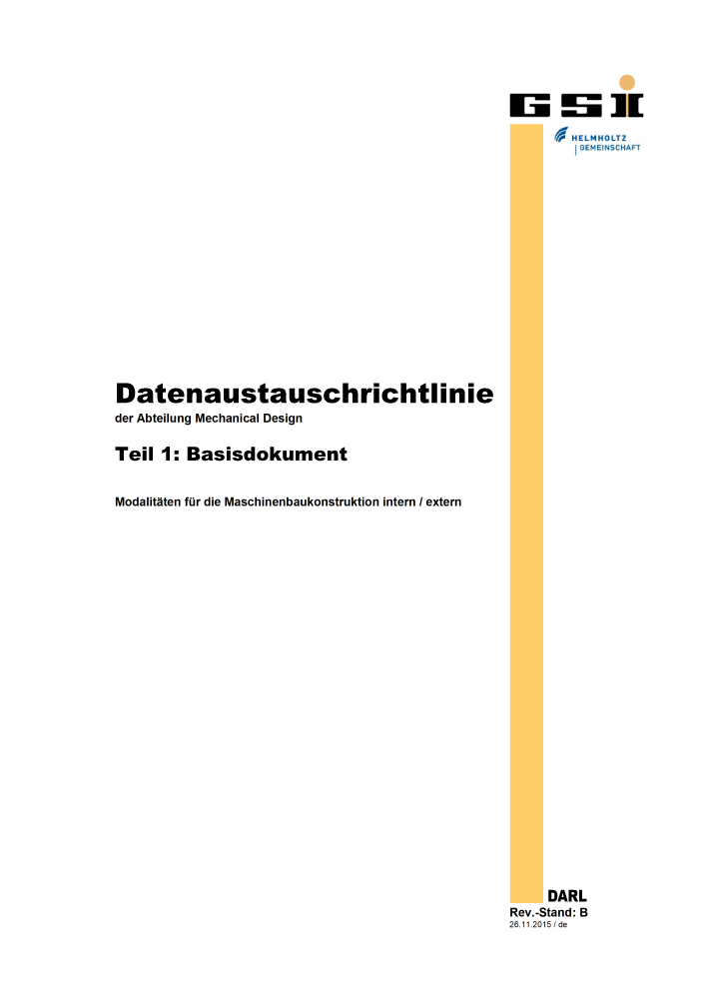 GSI
HELMHOLTZ
GEMEINSCHAFT
Datenaustauschrichtlinie
der Abteilung Mechanical Design
Teil 1: Basisdokument
Modalitäten für die Maschinenbaukonstruktion intern / extern
DARL
Rev.-Stand: B
26.11.2015 / de